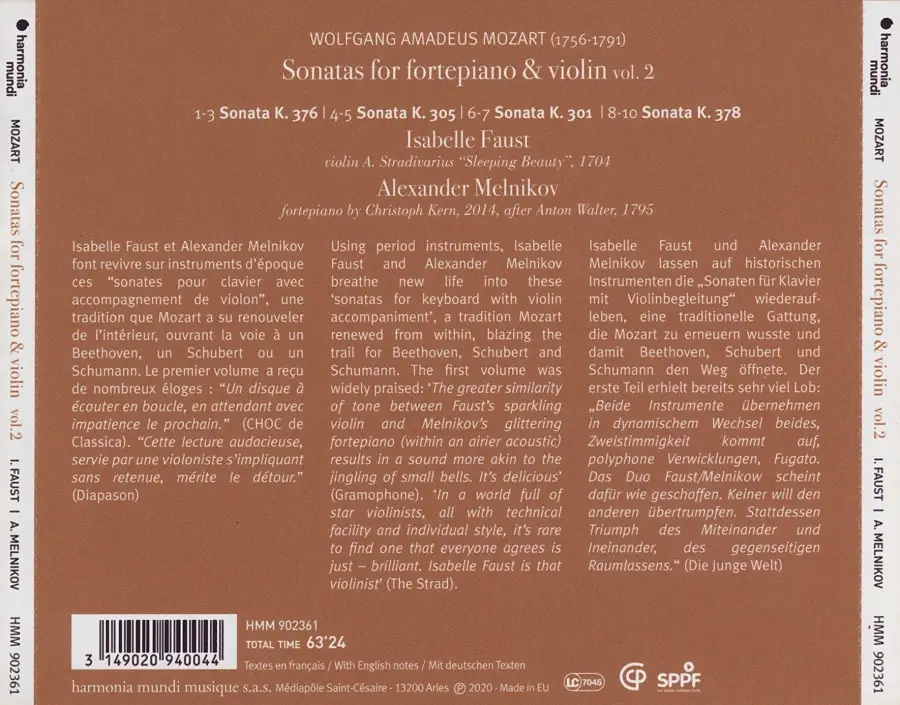 WOLFGANG AMADEUS MOZART (1756-1791)
Sonatas for fortepiano & violin vol. 2
1-3 Sonata K. 376 | 4-5 Sonata K. 305 | 6-7 Sonata K. 301 | 8-10 Sonata K. 378
Isabelle Faust
violin A. Stradivarius "Sleeping Beauty", 1704
Alexander Melnikov
fortepiano by Christoph Kern, 2014, after Anton Walter, 1795
Isabelle Faust et Alexander Melnikov
font revivre sur instruments d'époque
ces "sonates pour clavier avec
accompagnement de violon", une
tradition que Mozart a su renouveler
de l'intérieur, ouvrant la voie à un
Beethoven, un Schubert ou un
Schumann. Le premier volume a reçu
de nombreux éloges : "Un disque à
écouter en boucle, en attendant avec
impatience le prochain." (CHOC de
Classica). "Cette lecture audacieuse,
servie par une violoniste s'impliquant
sans retenue, mérite le détour."
(Diapason)
Using period instruments, Isabelle
Faust and Alexander Melnikov
breathe new life into these
'sonatas for keyboard with violin
accompaniment', a tradition Mozart
renewed from within, blazing the
trail for Beethoven, Schubert and
Schumann. The first volume was
widely praised: 'The greater similarity
of tone between Faust's sparkling
violin and Melnikov's glittering
fortepiano (within an airier acoustic)
results in a sound more akin to the
jingling of small bells. It's delicious'
(Gramophone). 'In a world full of
star violinists, all with technical
facility and individual style, it's rare
to find one that everyone agrees is
just – brilliant. Isabelle Faust is that
violinist' (The Strad).
Isabelle Faust und Alexander
Melnikov lassen auf historischen
Instrumenten die „Sonaten für Klavier
mit Violinbegleitung" wiederauf-
leben, eine traditionelle Gattung,
die Mozart zu erneuern wusste und
damit Beethoven, Schubert und
Schumann den Weg öffnete. Der
erste Teil erhielt bereits sehr viel Lob:
„Beide Instrumente übernehmen
in dynamischem Wechsel beides,
Zweistimmigkeit kommt auf,
polyphone Verwicklungen, Fugato.
Das Duo Faust/Melnikov scheint
dafür wie geschaffen. Keiner will den
anderen übertrumpfen. Stattdessen
Triumph des Miteinander und
Ineinander, des gegenseitigen
Raumlassens." (Die Junge Welt)
HMM 902361
TOTAL TIME 63'24
3 149020 940044
Textes en français / With English notes / Mit deutschen Texten
harmonia mundi musique s.a.s. Médiapôle Saint-Césaire - 13200 Arles ℗ 2020 - Made in EU
LC 7045
SPPF
harmonia mundi
MOZART Sonatas for fortepiano & violin vol.2 I. FAUST | A. MELNIKOV HMM 902361
harmonia mundi
MOZART Sonatas for fortepiano & violin vol.2 I. FAUST | A. MELNIKOV HMM 902361